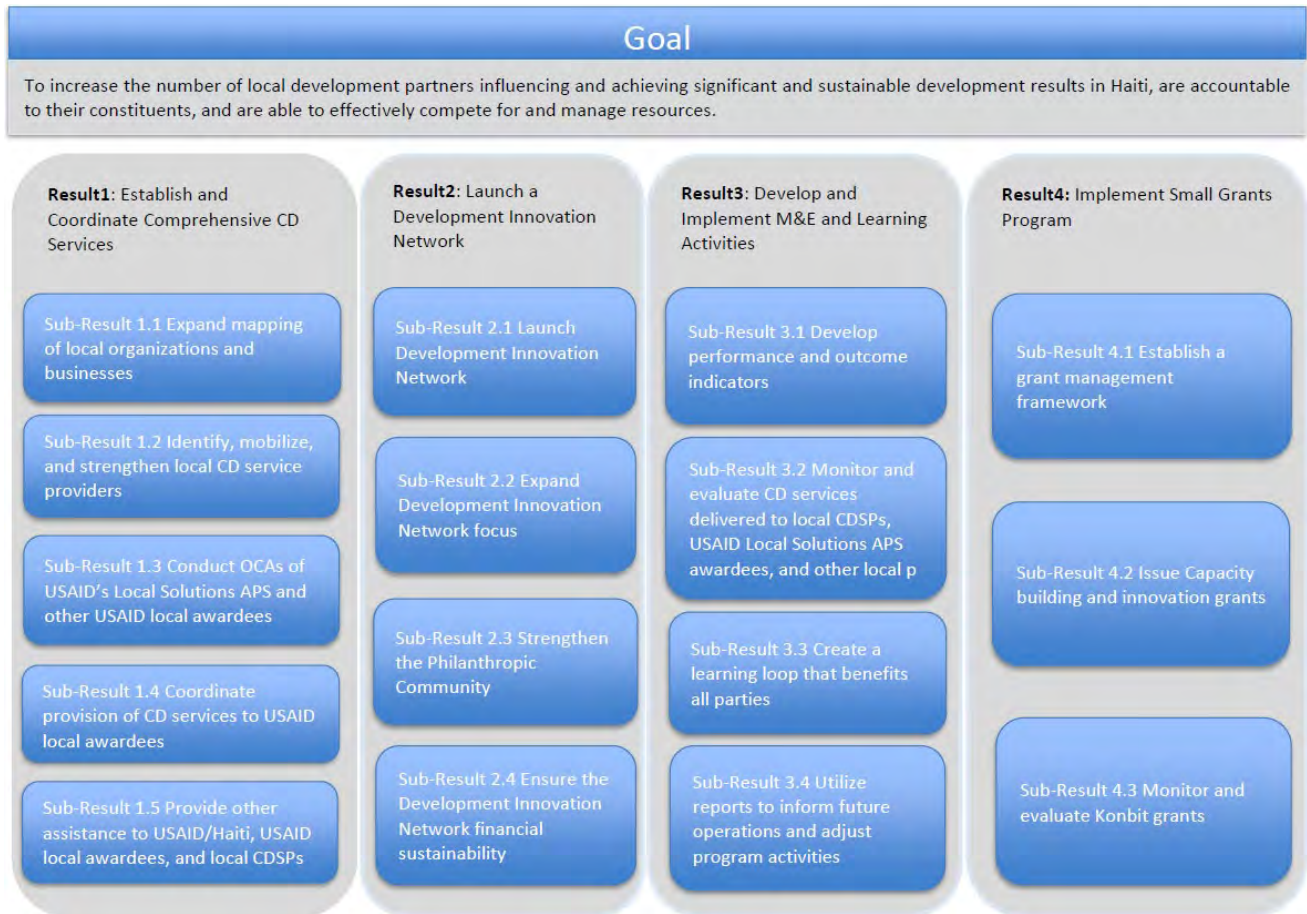 Goal
To increase the number of local development partners influencing and achieving significant and sustainable development results in Haiti, are accountable
to their constituents, and are able to effectively compete for and manage resources.
Result1: Establish and
Coordinate Comprehensive CD
Services
Sub-Result 1.1 Expand mapping
of local organizations and
businesses
Sub-Result 1.2 Identify, mobilize,
and strengthen local CD service
providers
Sub-Result 1.3 Conduct OCAs of
USAID’s Local Solutions APS and
other USAID local awardees
Sub-Result 1.4 Coordinate
provision of CD services to USAID
local awardees
Sub-Result 1.5 Provide other
assistance to USAID/Haiti, USAID
local awardees, and local CDSPs
Result2: Launch a
Development Innovation
Network
Sub-Result 2.1 Launch
Development Innovation
Network
Sub-Result 2.2 Expand
Development Innovation
Network focus
Sub-Result 2.3 Strengthen
the Philanthropic
Community
Sub-Result 2.4 Ensure the
Development Innovation
Network financial
sustainability
Result3: Develop and
Implement M&E and Learning
Activities
Sub-Result 3.1 Develop
performance and outcome
indicators
Sub-Result 3.2 Monitor and
evaluate CD services
delivered to local CDSPs,
USAID Local Solutions APS
awardees, and other local p
Sub-Result 3.3 Create a
learning loop that benefits
all parties
Sub-Result 3.4 Utilize
reports to inform future
operations and adjust
program activities
Result4: Implement Small Grants
Program
Sub-Result 4.1 Establish a
grant management
framework
Sub-Result 4.2 Issue Capacity
building and innovation grants
Sub-Result 4.3 Monitor and
evaluate Konbit grants